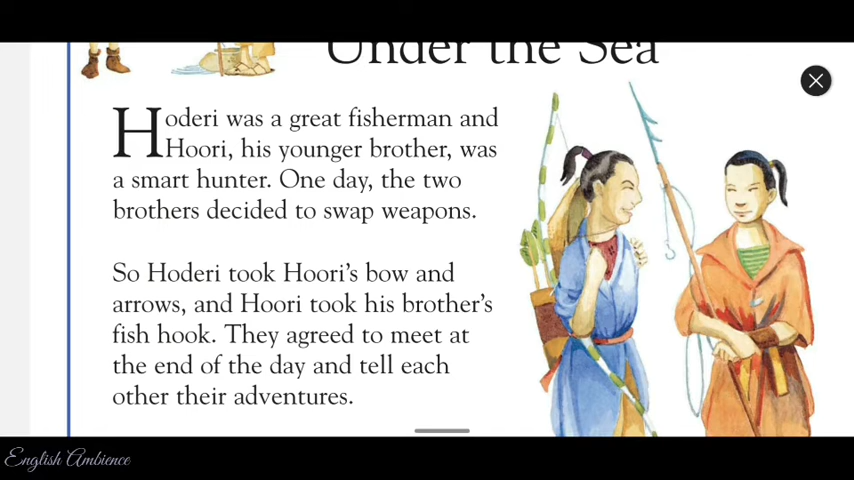 Under the Sea
Hoderi was a great fisherman and
Hoori, his younger brother, was
a smart hunter. One day, the two
brothers decided to swap weapons.
So Hoderi took Hoori's bow and
arrows, and Hoori took his brother's
fish hook. They agreed to meet at
the end of the day and tell each
other their adventures.
English Ambience